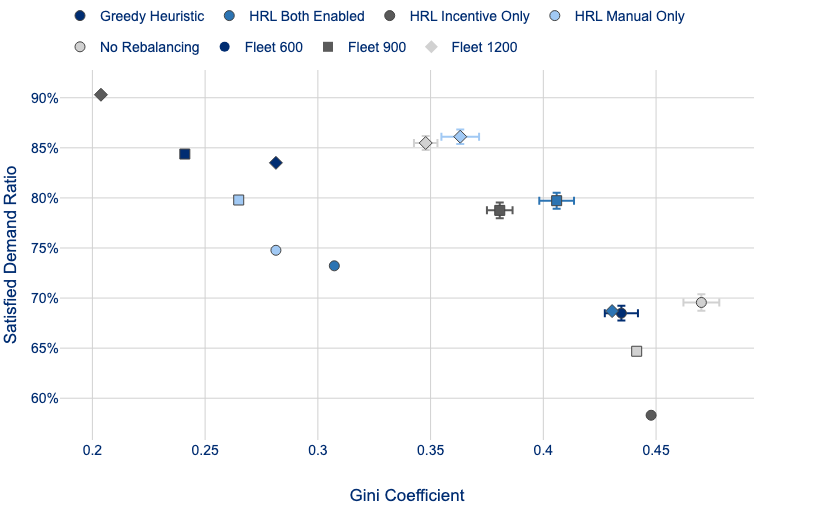 Greedy Heuristic HRL Both Enabled HRL Incentive Only HRL Manual Only
No Rebalancing Fleet 600 Fleet 900 Fleet 1200
90%
85%
80%
75%
70%
65%
60%
Satisfied Demand Ratio
0.2 0.25 0.3 0.35 0.4 0.45
Gini Coefficient